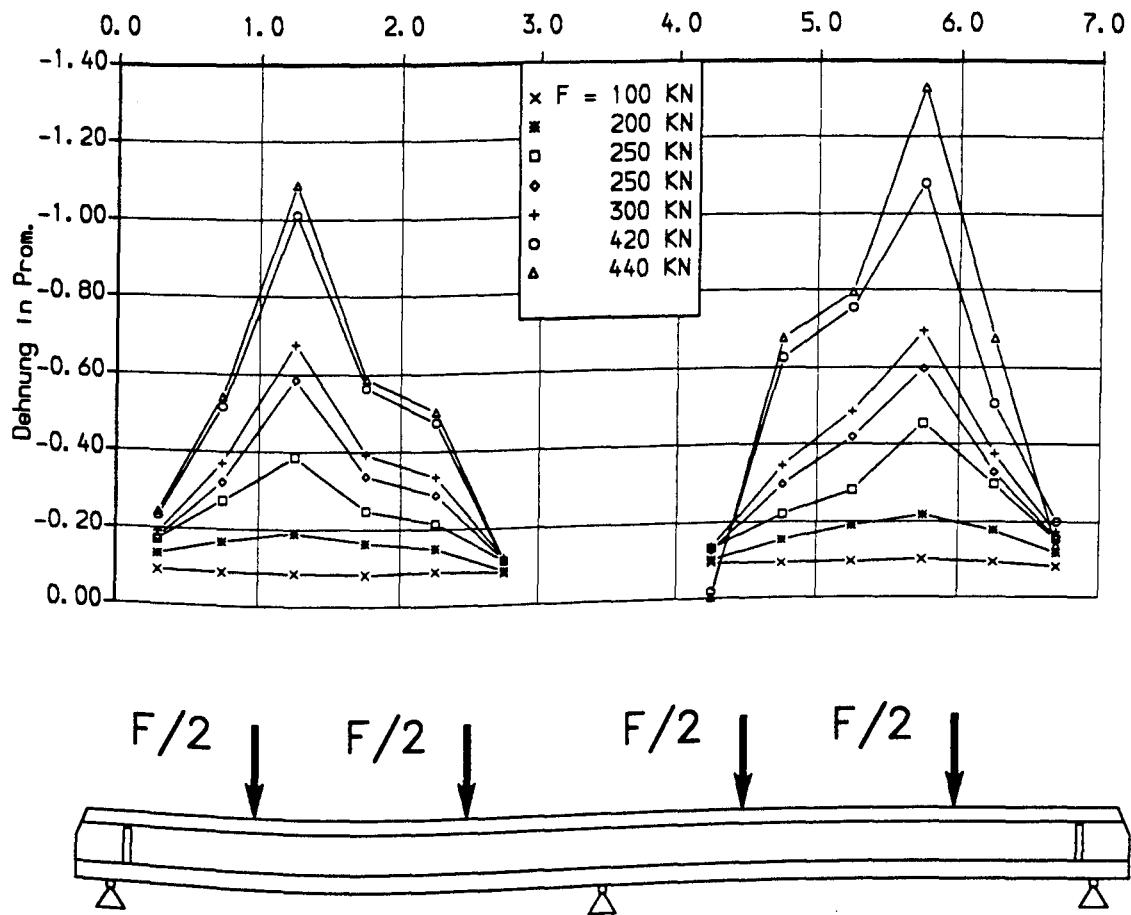 0.0 1.0 2.0 3.0 4.0 5.0 6.0 7.0
-1.40
-1.20
-1.00
-0.80
-0.60
-0.40
-0.20
0.00
Dehnung in Prom.
F = 100 KN
200 KN
250 KN
250 KN
300 KN
420 KN
440 KN
F/2 F/2 F/2 F/2